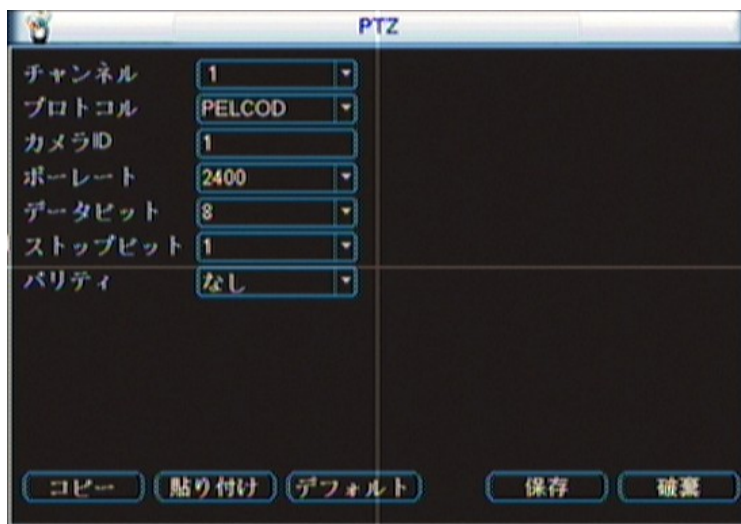 PTZ
チャンネル 1
プロトコル PELCOD
カメラID 1
ボーレート 2400
データビット 8
ストップビット 1
パリティ なし
コピー 貼り付け デフォルト 保存 破棄